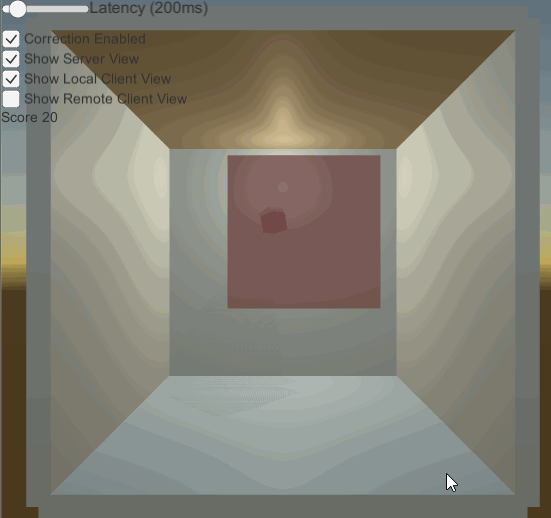 Latency (200ms)
Correction Enabled
Show Server View
Show Local Client View
Show Remote Client View
Score 20